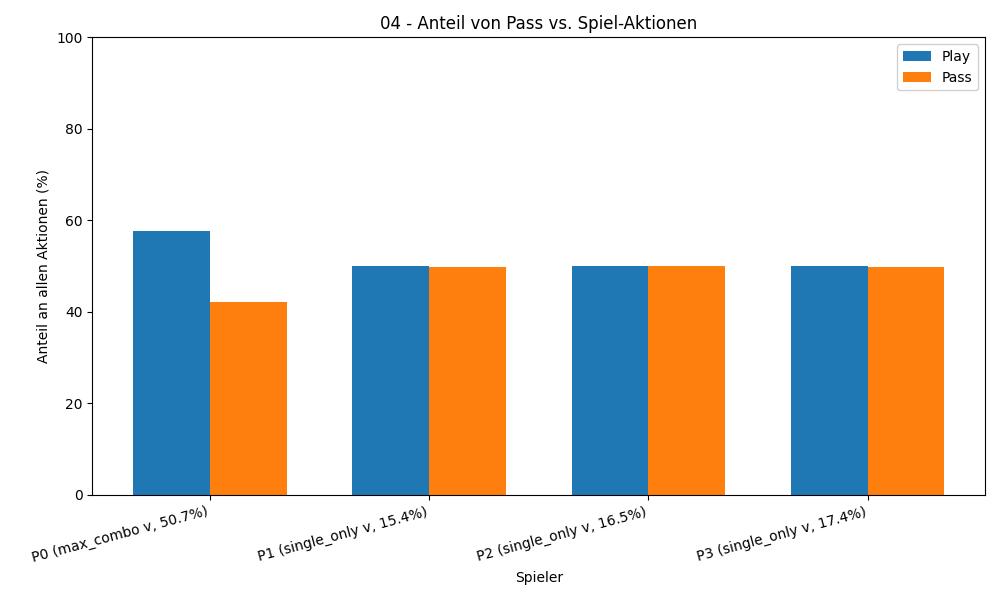 04 - Anteil von Pass vs. Spiel-Aktionen
Play
Pass
Anteil an allen Aktionen (%)
100
80
60
40
20
0
P0 (max_combo v, 50.7%)
P1 (single_only v, 15.4%)
P2 (single_only v, 16.5%)
P3 (single_only v, 17.4%)
Spieler